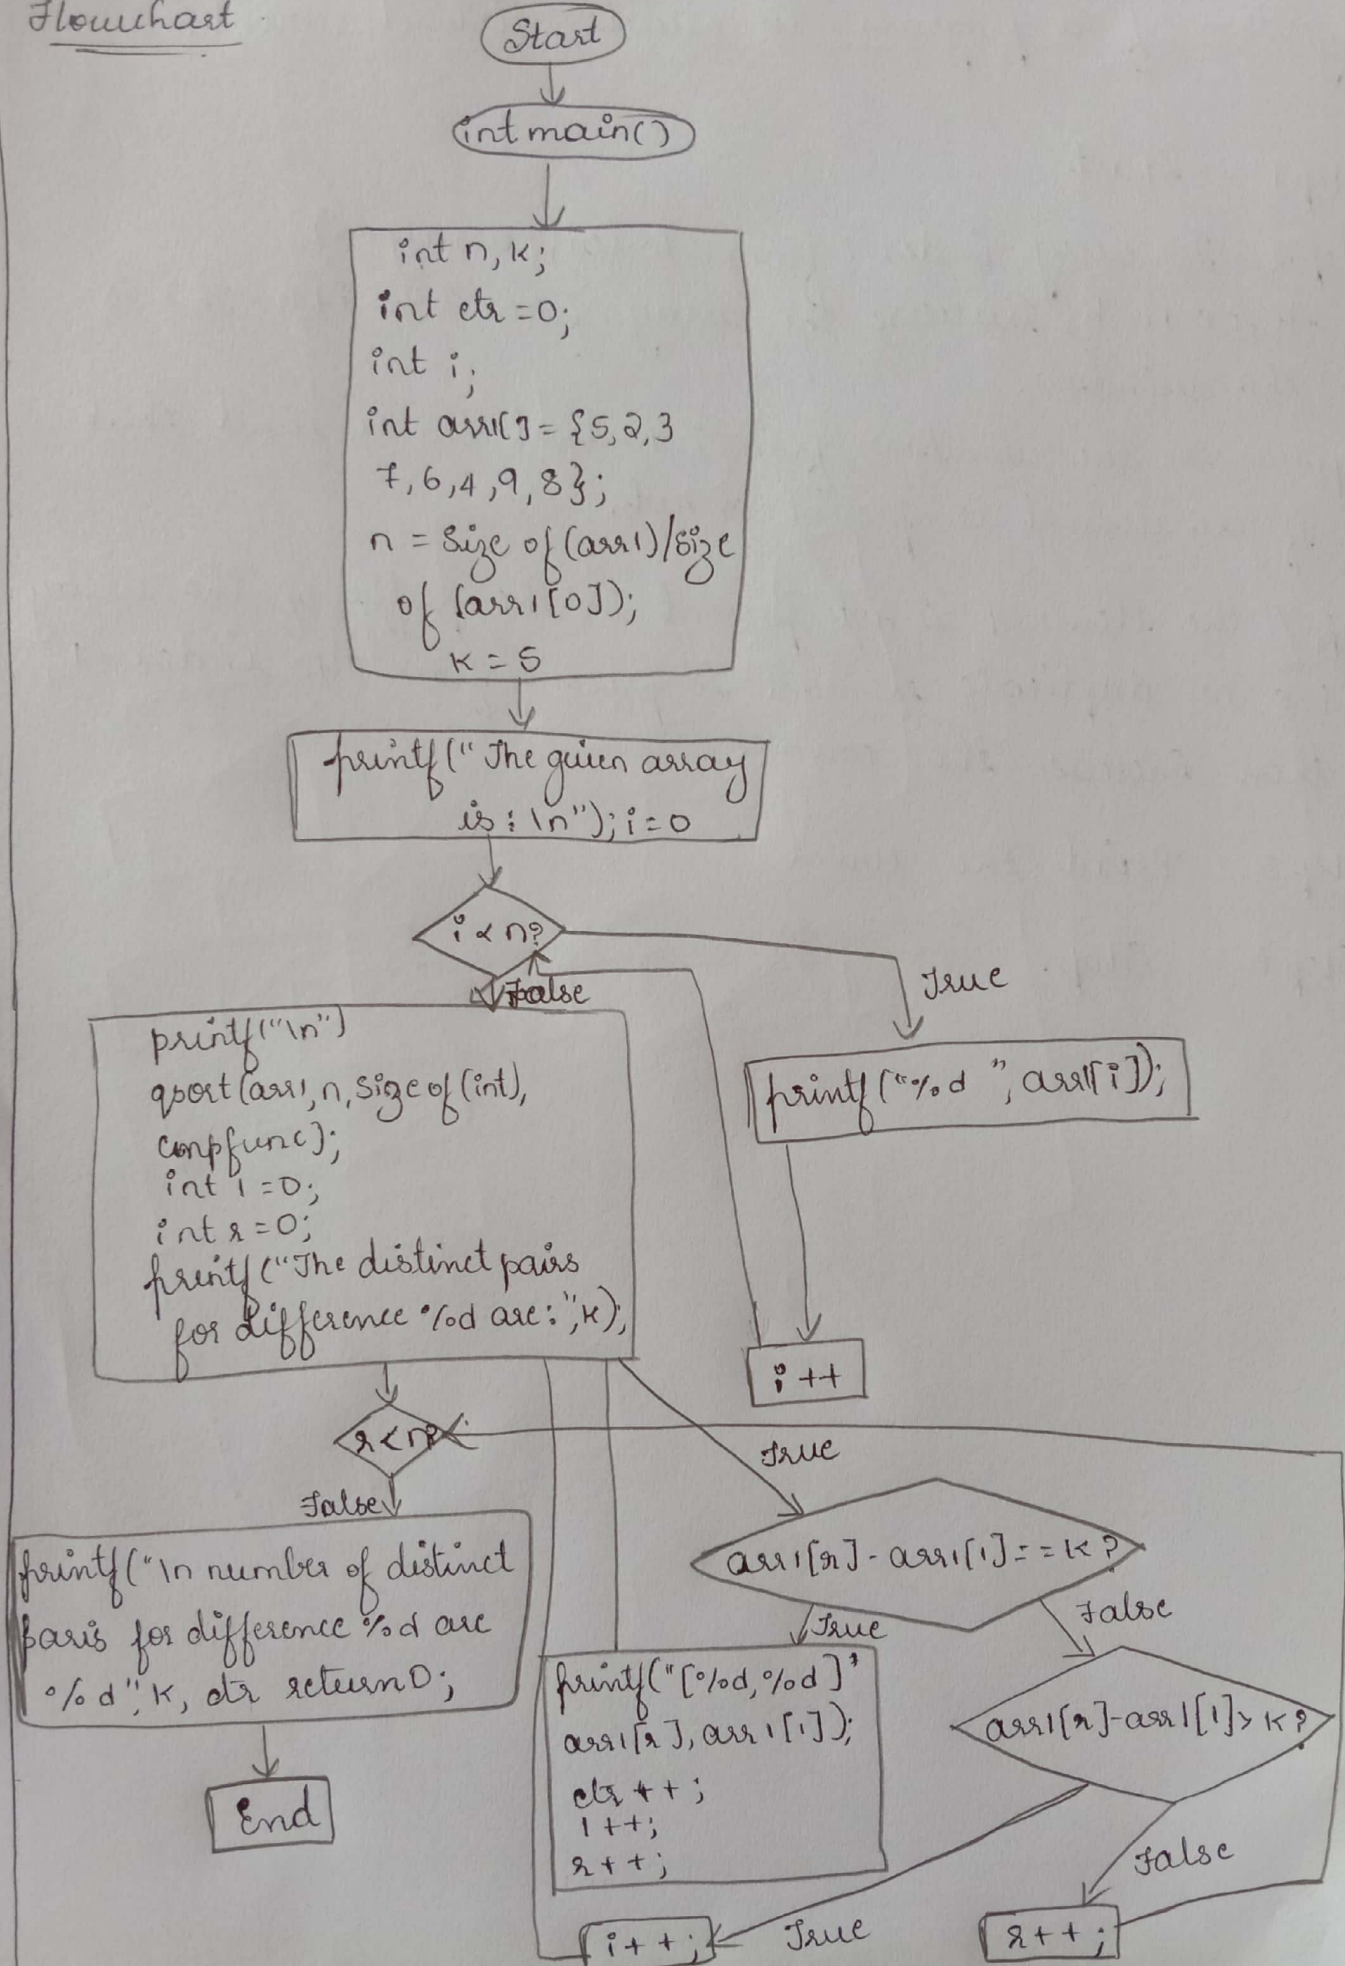 Flowchart
Start
int main()
int n, k;
int ctr = 0;
int i;
int arr1[] = {5, 2, 3
7, 6, 4, 9, 8};
n = Size of (arr1)/size
of (arr1[0]);
k = 5
printf("The given array
is : \n"); i = 0
i < n?
True
False
printf("\n")
qsort(arr1, n, Size of (int),
compfunc);
int l = 0;
int r = 0;
printf("The distinct pairs
for difference %d are:", k);
printf("%d ", arr1[i]);
i++
r < n?
True
False
arr1[r] - arr1[l] == k ?
printf("\n number of distinct
paris for difference %d are
%d", k, ctr return 0;
True
False
printf("[%d, %d]"
arr1[r], arr1[l]);
ctr ++;
l ++;
r ++;
arr1[r] - arr1[l] > k ?
End
False
True
i++;
r++;